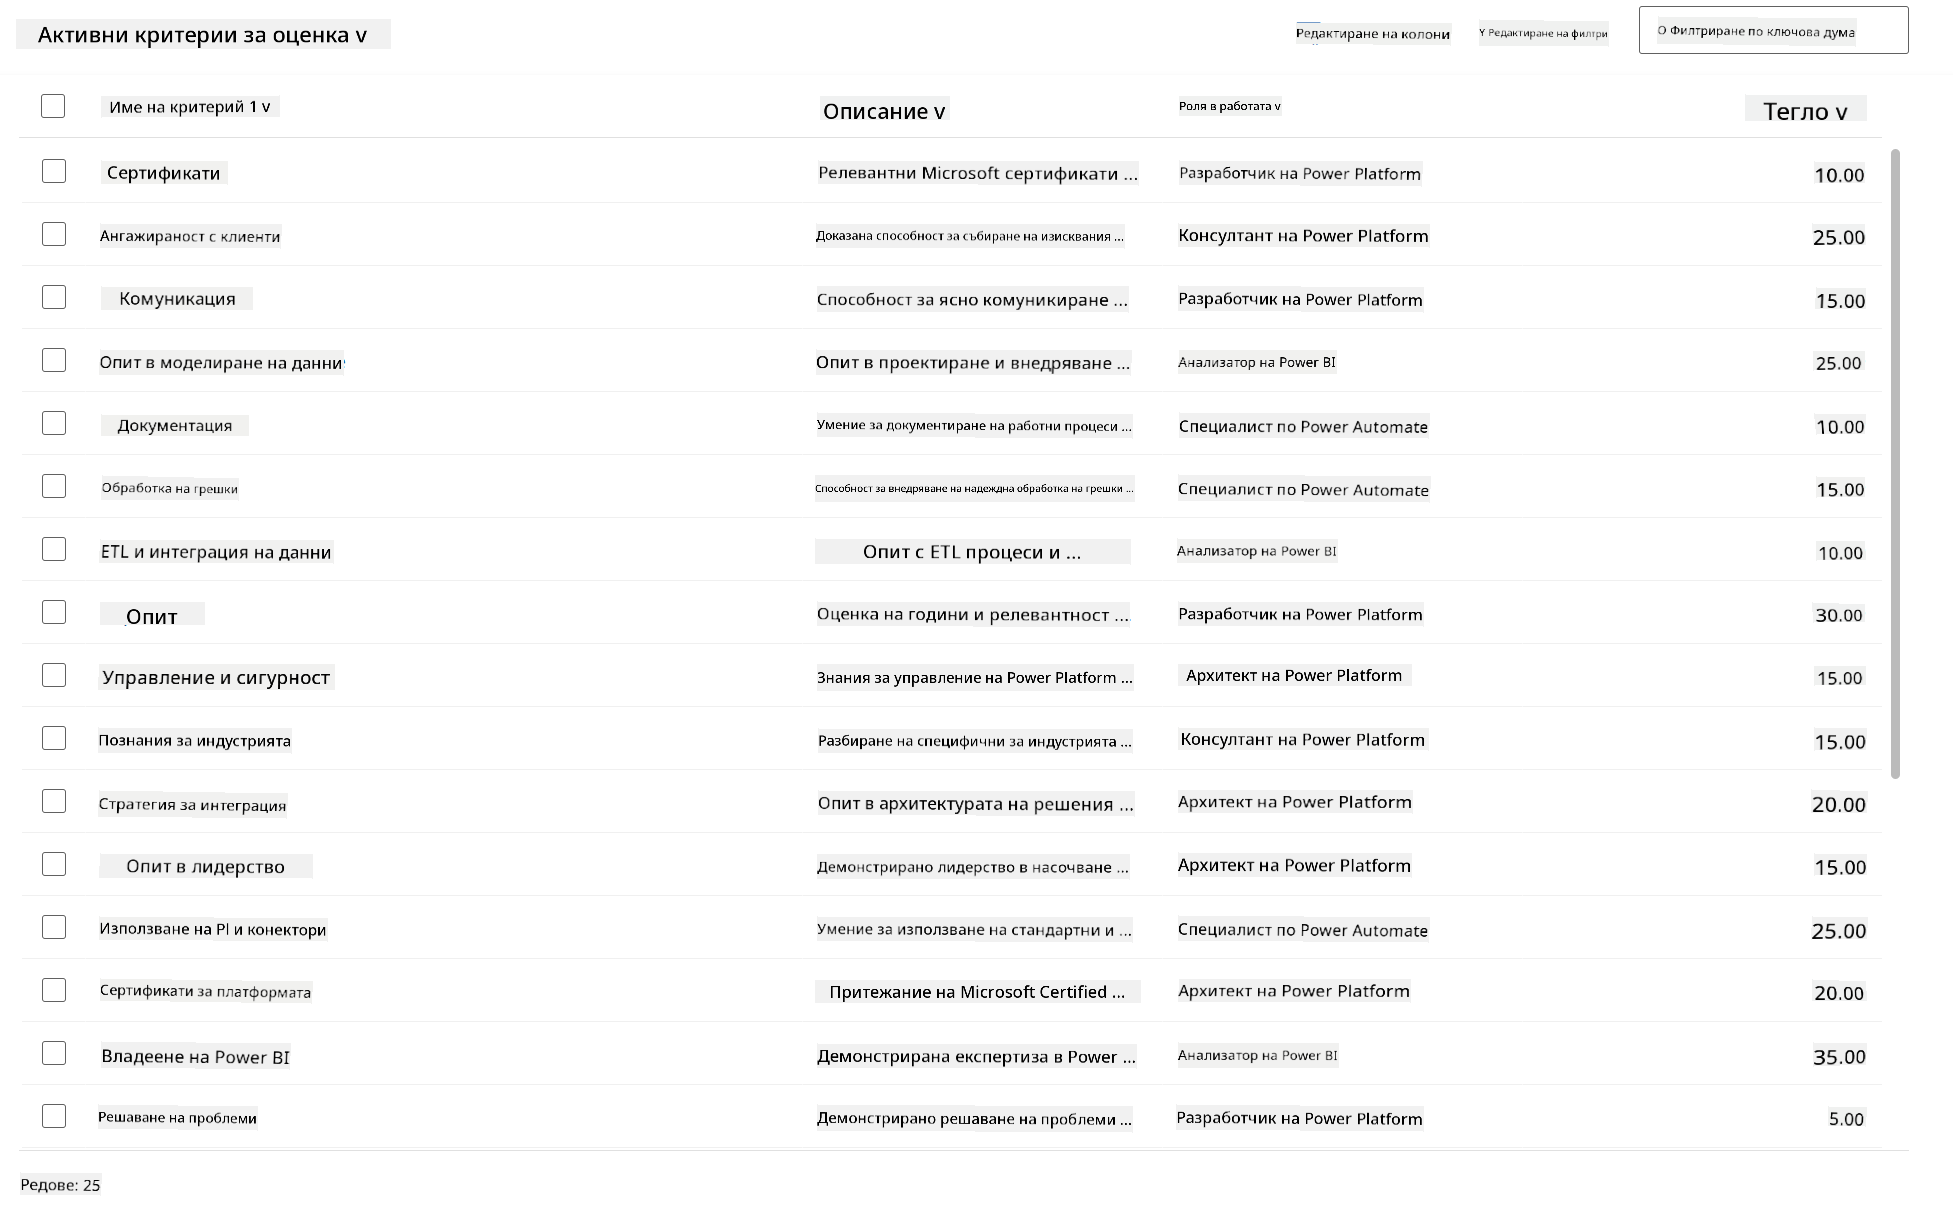 Активни критерии за оценка v
Редактиране на колони
Y Редактиране на филтри
О Филтриране по ключова дума
Име на критерий 1 v Описание v Роля в работата v Тегло v
Сертификати Релевантни Microsoft сертификати ... Разработчик на Power Platform 10.00
Ангажираност с клиенти Доказана способност за събиране на изисквания ... Консултант на Power Platform 25.00
Комуникация Способност за ясно комуникиране ... Разработчик на Power Platform 15.00
Опит в моделиране на данни Опит в проектиране и внедряване ... Анализатор на Power BI 25.00
Документация Умение за документиране на работни процеси ... Специалист по Power Automate 10.00
Обработка на грешки Способност за внедряване на надеждна обработка на грешки ... Специалист по Power Automate 15.00
ETL и интеграция на данни Опит с ETL процеси и ... Анализатор на Power BI 10.00
Опит Оценка на години и релевантност ... Разработчик на Power Platform 30.00
Управление и сигурност Знания за управление на Power Platform ... Архитект на Power Platform 15.00
Познания за индустрията Разбиране на специфични за индустрията ... Консултант на Power Platform 15.00
Стратегия за интеграция Опит в архитектурата на решения ... Архитект на Power Platform 20.00
Опит в лидерство Демонстрирано лидерство в насочване ... Архитект на Power Platform 15.00
Използване на Pl и конектори Умение за използване на стандартни и ... Специалист по Power Automate 25.00
Сертификати за платформата Притежание на Microsoft Certified ... Архитект на Power Platform 20.00
Владеене на Power BI Демонстрирана експертиза в Power ... Анализатор на Power BI 35.00
Решаване на проблеми Демонстрирано решаване на проблеми ... Разработчик на Power Platform 5.00
Редове: 25